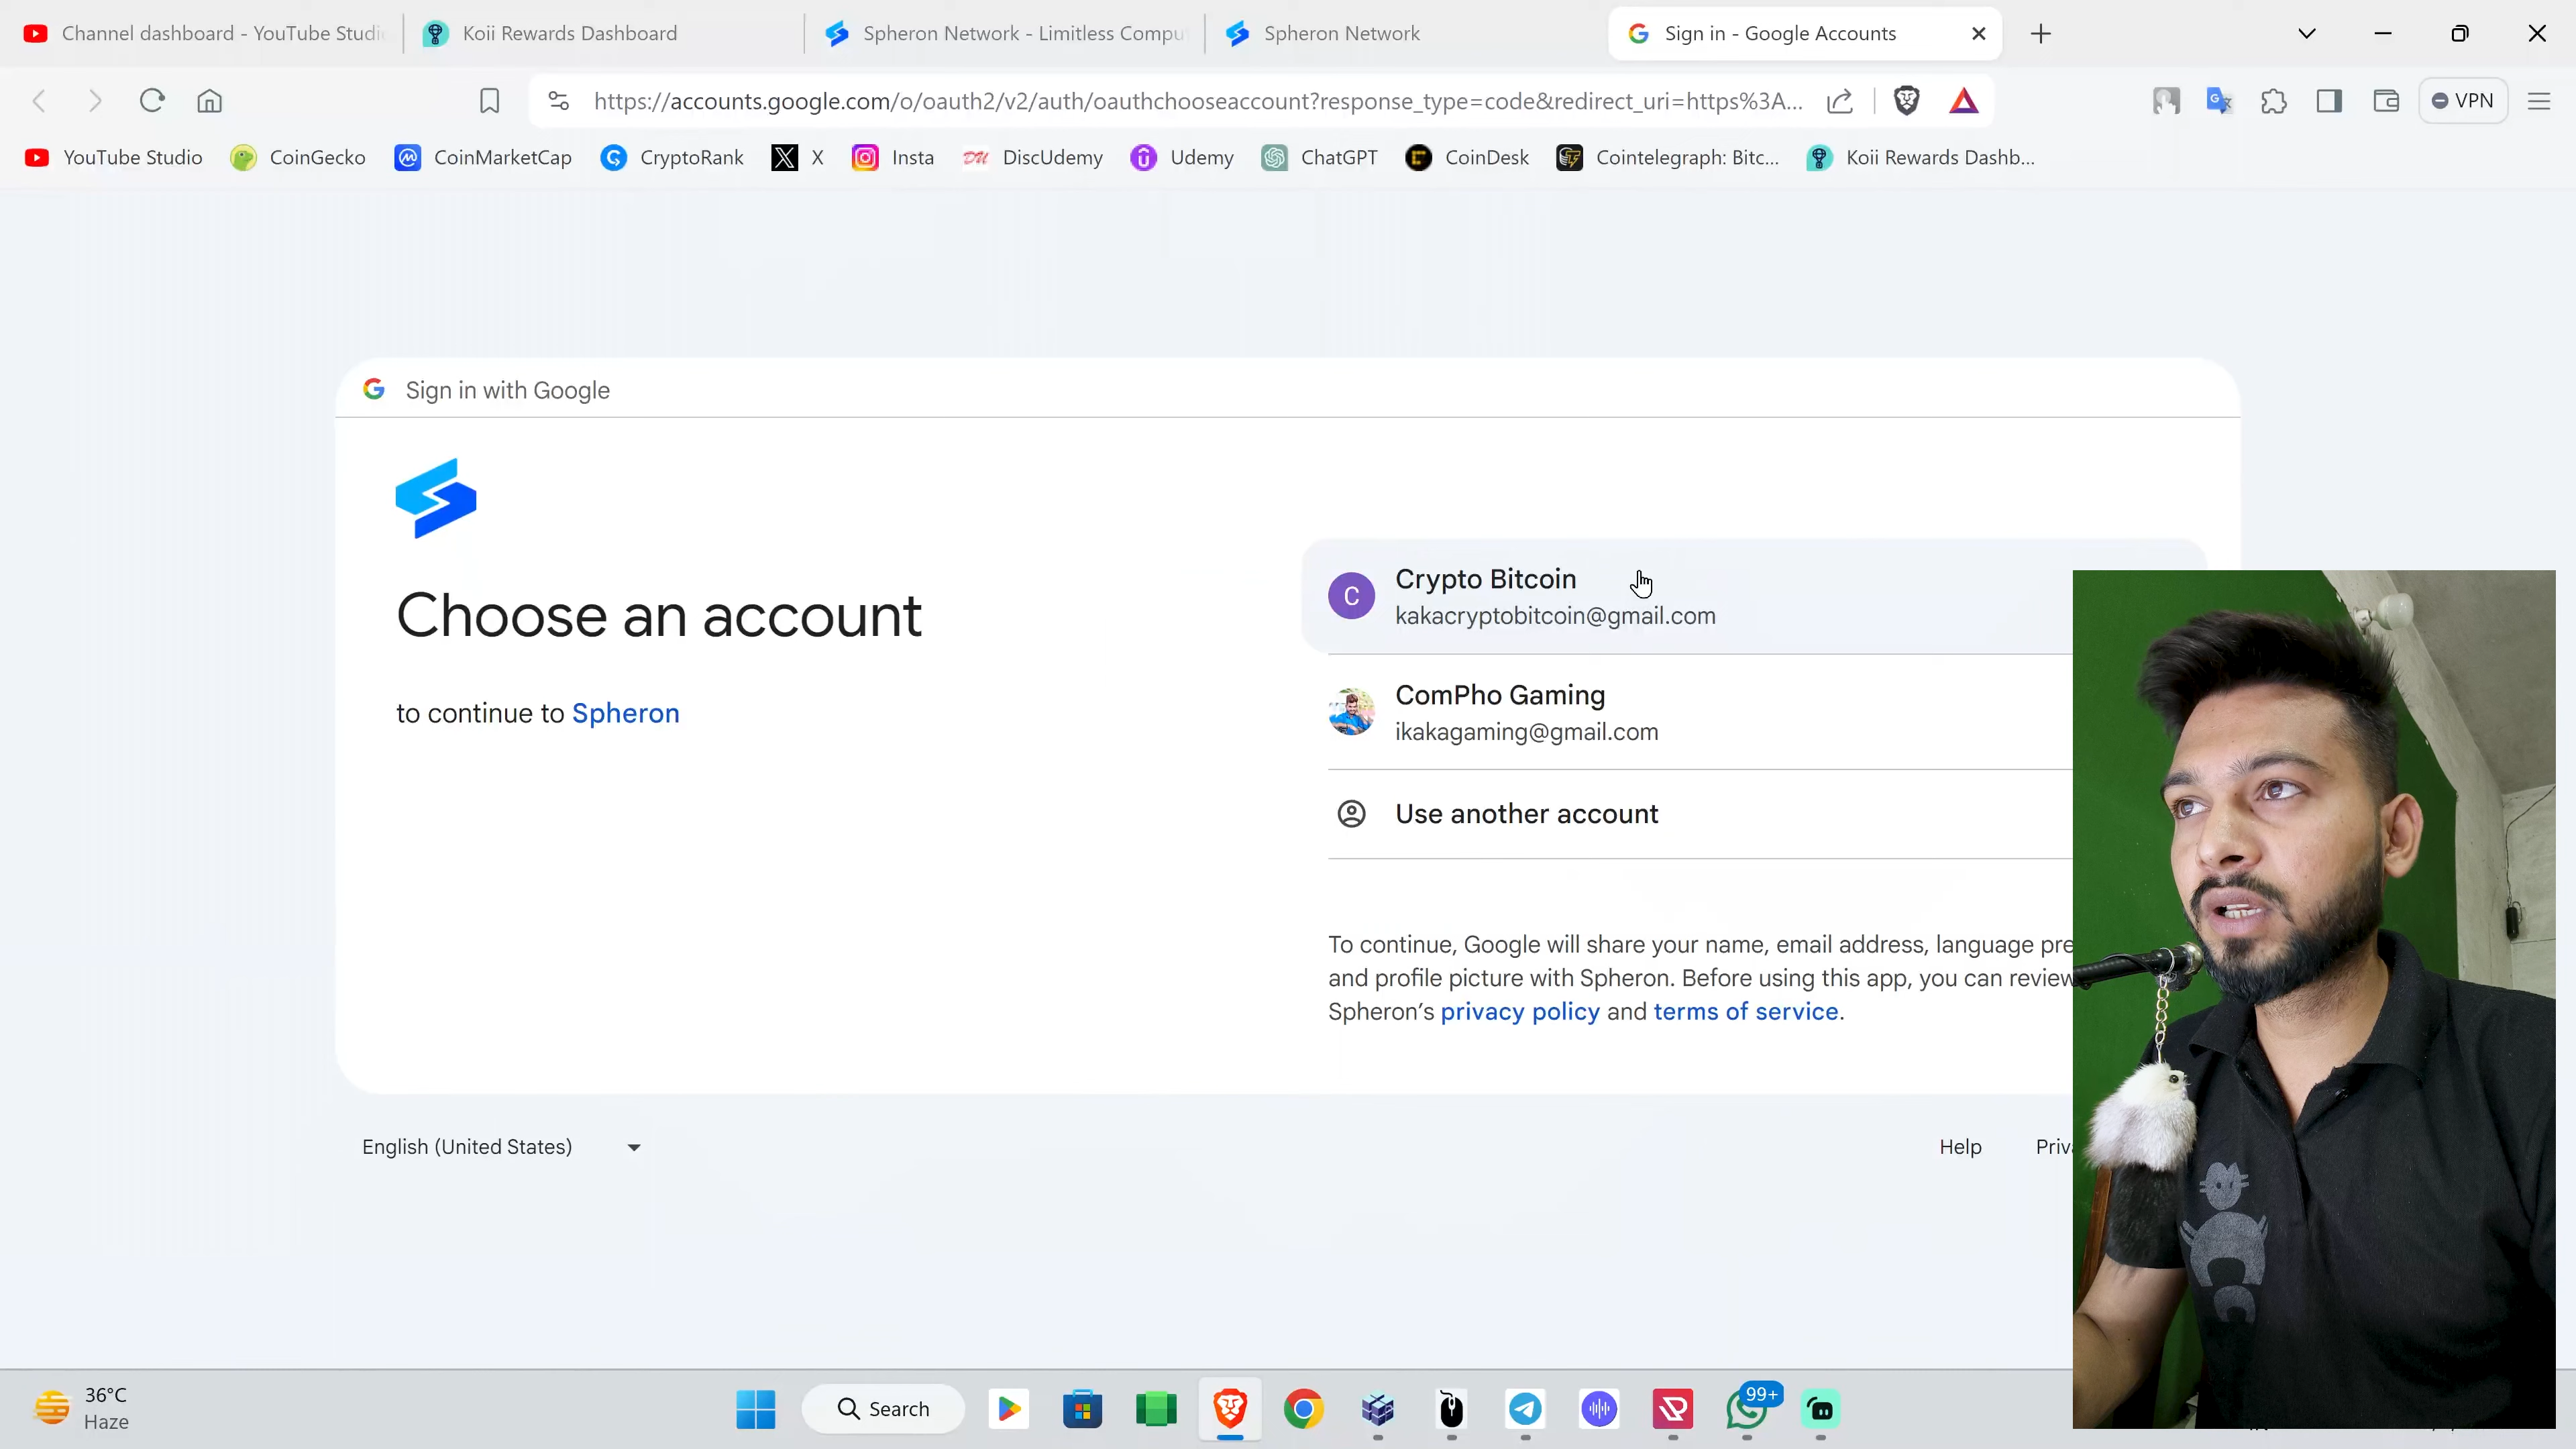 Channel dashboard - YouTube Studi
Koii Rewards Dashboard
Spheron Network - Limitless Compu
Spheron Network
Sign in - Google Accounts
https://accounts.google.com/o/oauth2/v2/auth/oauthchooseaccount?response_type=code&redirect_uri=https%3A...
VPN
YouTube Studio
CoinGecko
CoinMarketCap
CryptoRank
X
Insta
DU
DiscUdemy
Udemy
ChatGPT
CoinDesk
Cointelegraph: Bitc...
Koii Rewards Dashb...
Sign in with Google
Choose an account
to continue to Spheron
C
Crypto Bitcoin
kakacryptobitcoin@gmail.com
ComPho Gaming
ikakagaming@gmail.com
Use another account
To continue, Google will share your name, email address, language pre
and profile picture with Spheron. Before using this app, you can review
Spheron's privacy policy and terms of service.
English (United States)
Help
Priv
36°C
Haze
Search
99+